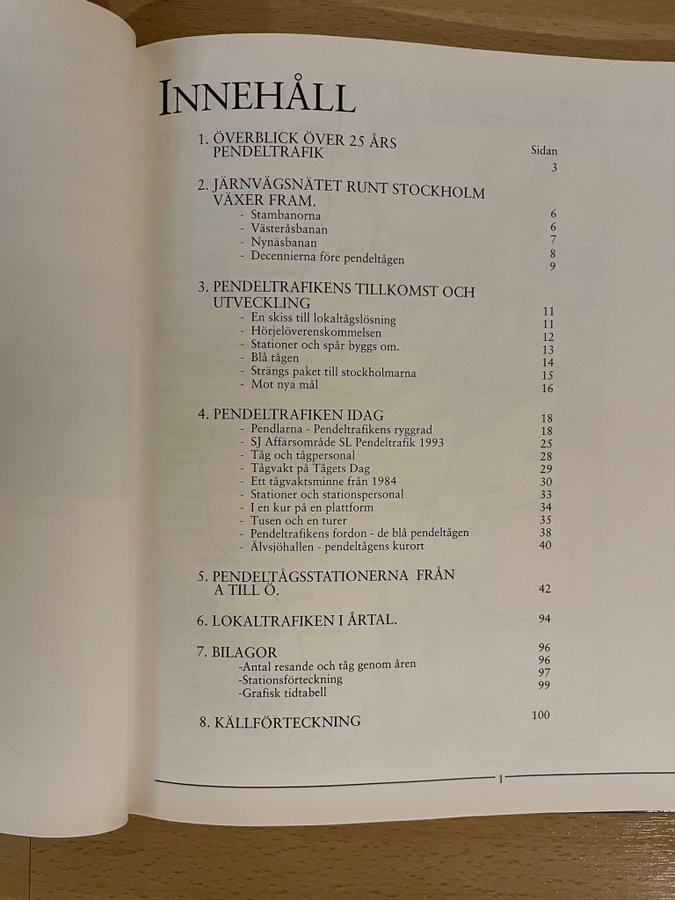 INNEHÅLL
Sidan
1. ÖVERBLICK ÖVER 25 ÅRS
PENDELTRAFIK 3
2. JÄRNVÄGSNÄTET RUNT STOCKHOLM
VÄXER FRAM. 6
- Stambanorna 6
- Västeråsbanan 7
- Nynäsbanan 8
- Decennierna före pendeltågen 9
3. PENDELTRAFIKENS TILLKOMST OCH
UTVECKLING 11
- En skiss till lokaltågslösning 11
- Hörjelöverenskommelsen 12
- Stationer och spår byggs om. 13
- Blå tågen 14
- Strängs paket till stockholmarna 15
- Mot nya mål 16
4. PENDELTRAFIKEN IDAG 18
- Pendlarna - Pendeltrafikens ryggrad 18
- SJ Affärsområde SL Pendeltrafik 1993 25
- Tåg och tågpersonal 28
- Tågvakt på Tågets Dag 29
- Ett tågvaktsminne från 1984 30
- Stationer och stationspersonal 33
- I en kur på en plattform 34
- Tusen och en turer 35
- Pendeltrafikens fordon - de blå pendeltågen 38
- Älvsjöhallen - pendeltågens kurort 40
5. PENDELTÅGSSTATIONERNA FRÅN
A TILL Ö. 42
6. LOKALTRAFIKEN I ÅRTAL. 94
7. BILAGOR 96
-Antal resande och tåg genom åren 96
-Stationsförteckning 97
-Grafisk tidtabell 99
8. KÄLLFÖRTECKNING 100
1